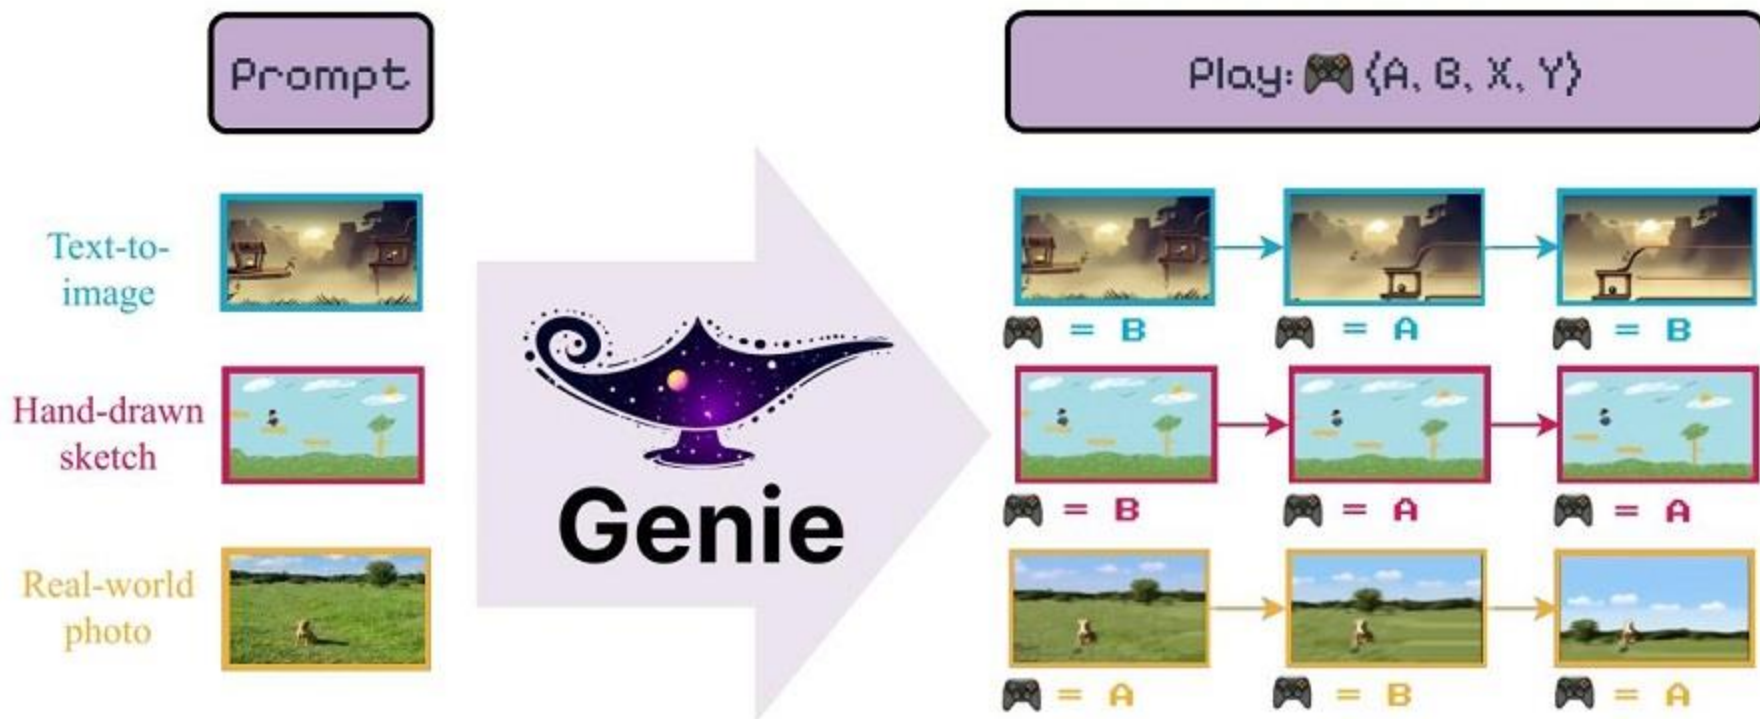 Prompt
Play: {A, B, X, Y}
Text-to-
image
= B
= A
= B
Hand-drawn
sketch
= B
= A
= A
Genie
Real-world
photo
= A
= B
= A